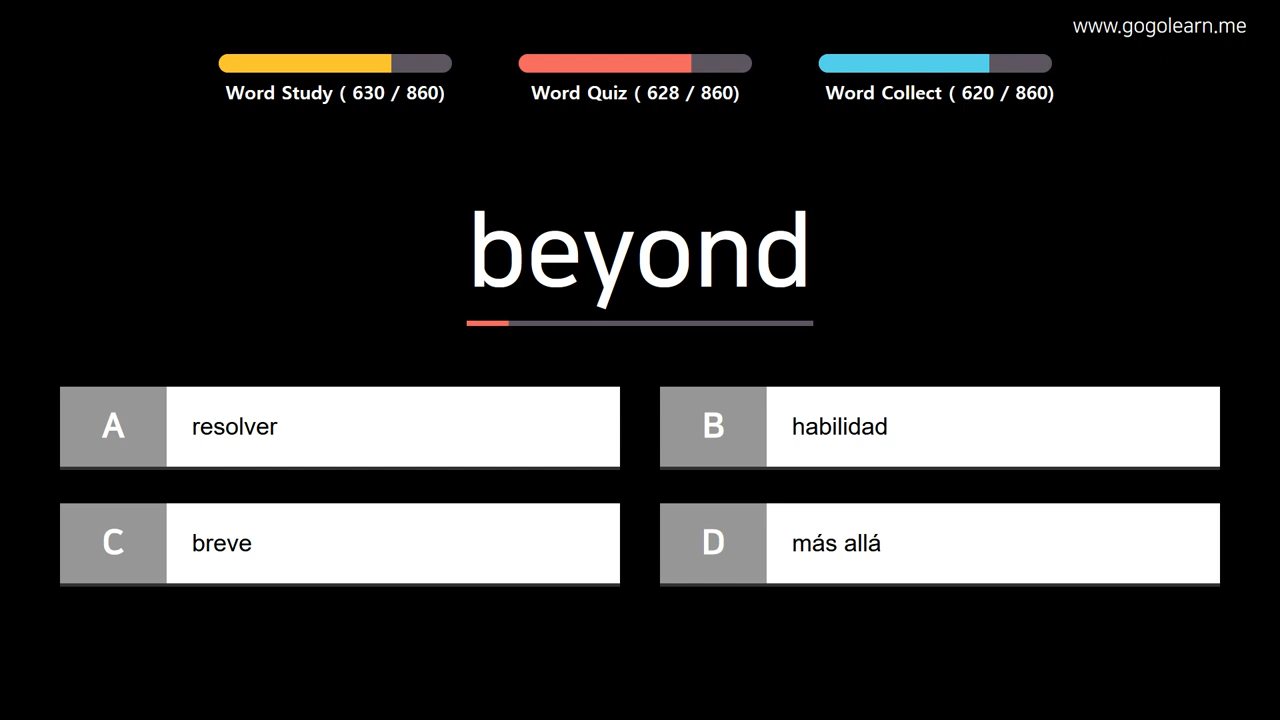 www.gogolearn.me
Word Study ( 630 / 860)
Word Quiz ( 628 / 860)
Word Collect ( 620 / 860)
beyond
A
resolver
B
habilidad
C
breve
D
más allá